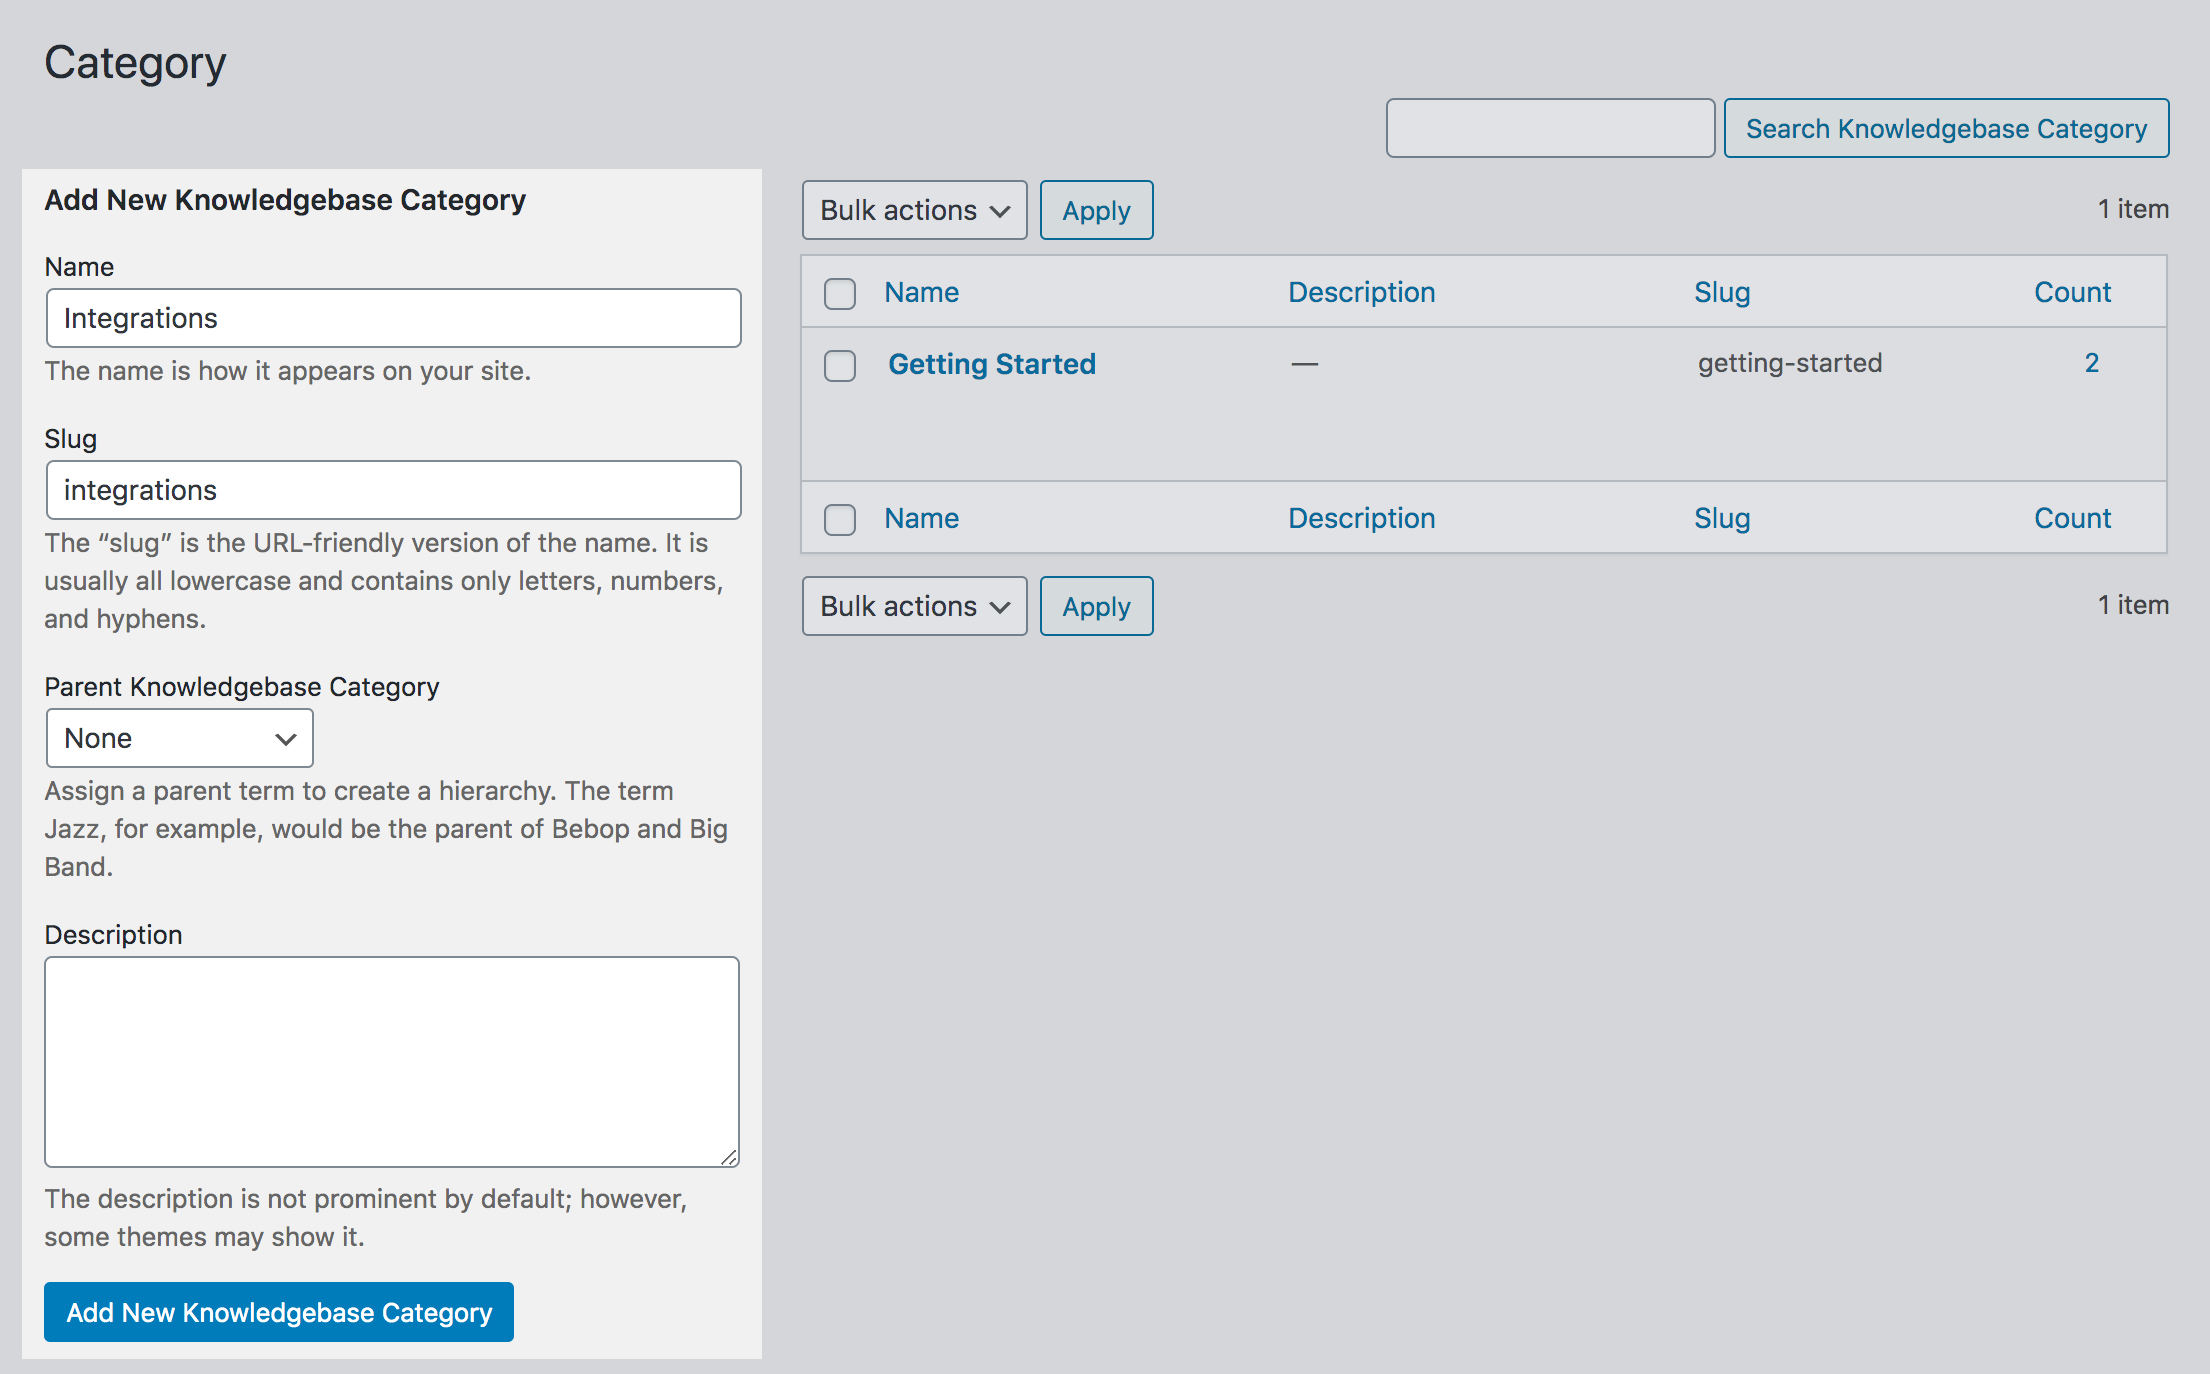 Category
Search Knowledgebase Category
Add New Knowledgebase Category
Name
Integrations
The name is how it appears on your site.
Slug
integrations
The “slug” is the URL-friendly version of the name. It is
usually all lowercase and contains only letters, numbers,
and hyphens.
Parent Knowledgebase Category
None
Assign a parent term to create a hierarchy. The term
Jazz, for example, would be the parent of Bebop and Big
Band.
Description
The description is not prominent by default; however,
some themes may show it.
Add New Knowledgebase Category
Bulk actions Apply 1 item
Name Description Slug Count
Getting Started — getting-started 2
Name Description Slug Count
Bulk actions Apply 1 item